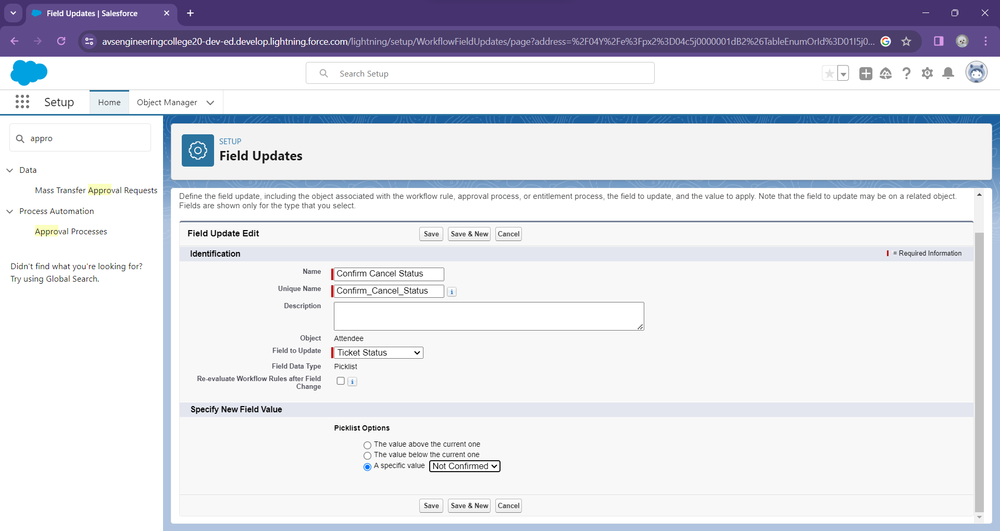 Field Updates | Salesforce
avsengineeringcollege20-dev-ed.develop.lightning.force.com/lightning/setup/WorkflowFieldUpdates/page?address=%2F04Y%2Fe%3Fpx2%3D04c5j0000001dB2%26TableEnumOrId%3D01I5j0...
Search Setup
Setup
Home
Object Manager
appro
Data
Mass Transfer Approval Requests
Process Automation
Approval Processes
Didn't find what you're looking for?
Try using Global Search.
SETUP
Field Updates
Define the field update, including the object associated with the workflow rule, approval process, or entitlement process, the field to update, and the value to apply. Note that the field to update may be on a related object.
Fields are shown only for the type that you select.
Field Update Edit
Save
Save & New
Cancel
Identification
= Required Information
Name
Confirm Cancel Status
Unique Name
Confirm_Cancel_Status
Description
Object
Attendee
Field to Update
Ticket Status
Field Data Type
Picklist
Re-evaluate Workflow Rules after Field
Change
Specify New Field Value
Picklist Options
The value above the current one
The value below the current one
A specific value
Not Confirmed
Save
Save & New
Cancel